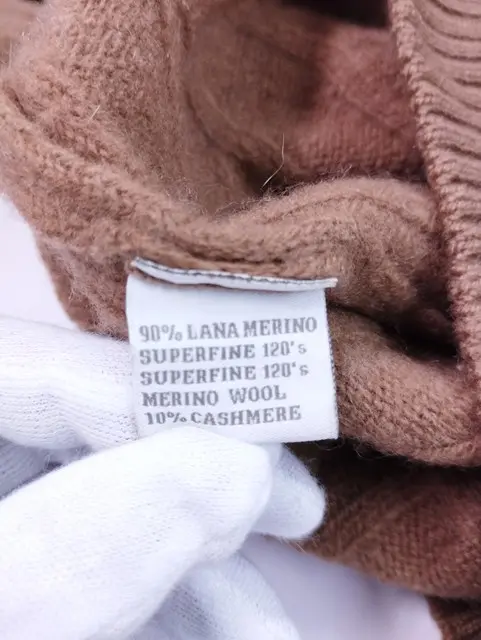 90% LANA MERINO
SUPERFINE 120's
SUPERFINE 120's
MERINO WOOL
10% CASHMERE